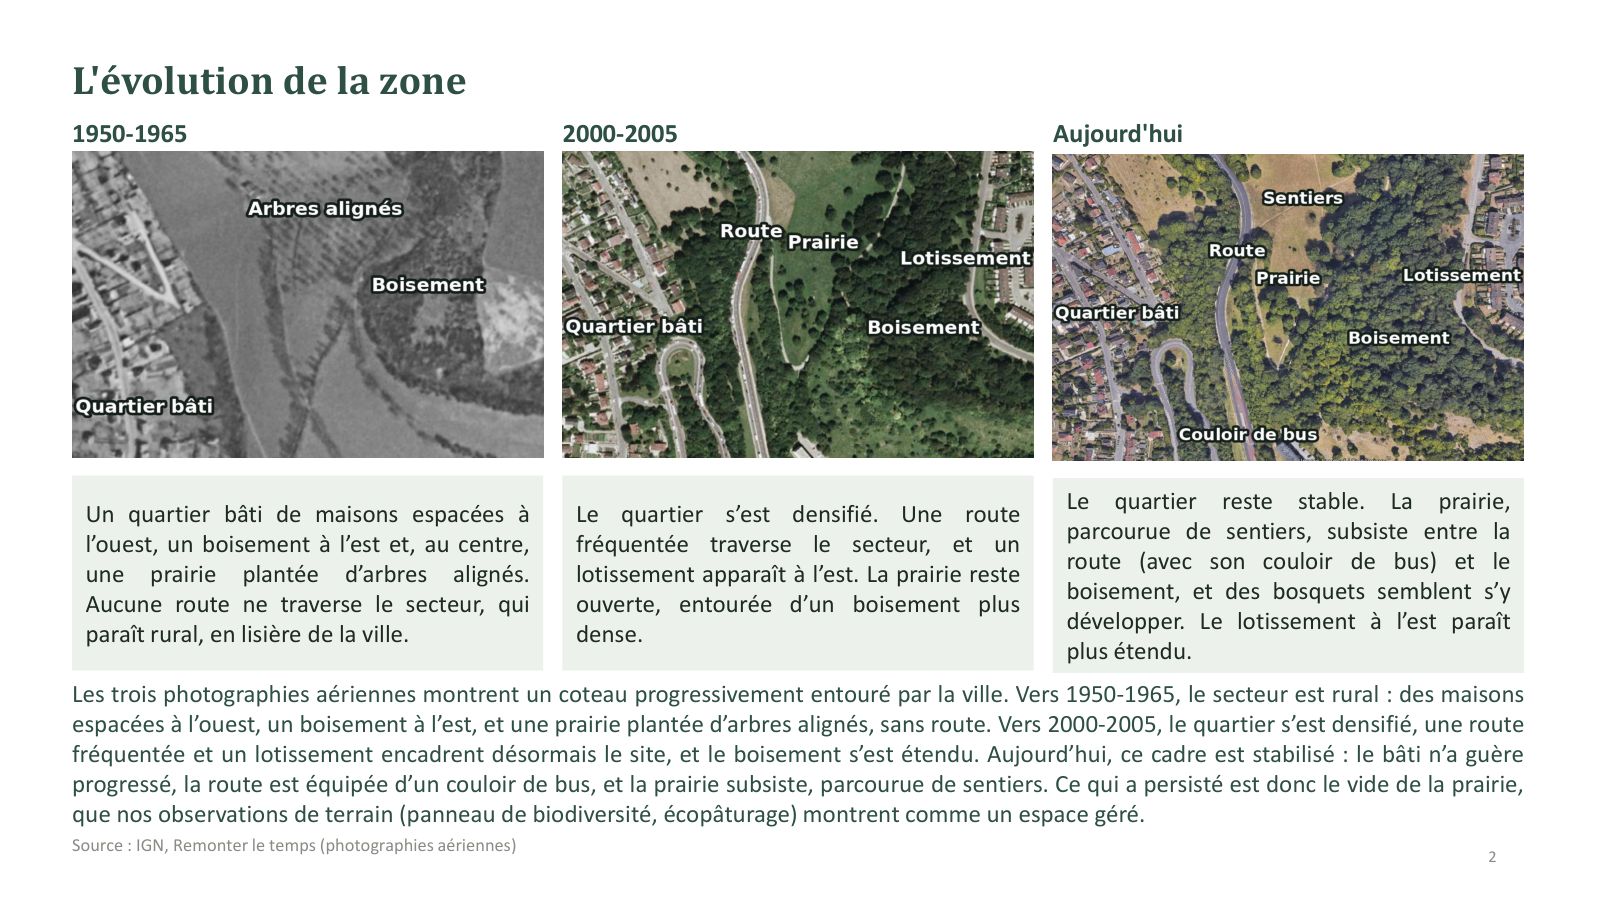 L'évolution de la zone
1950-1965
2000-2005
Aujourd'hui
Arbres alignés
Boisement
Quartier bâti
Route
Prairie
Lotissement
Quartier bâti
Boisement
Sentiers
Route
Prairie
Lotissement
Quartier bâti
Boisement
Couloir de bus
Un quartier bâti de maisons espacées à
l’ouest, un boisement à l’est et, au centre,
une prairie plantée d’arbres alignés.
Aucune route ne traverse le secteur, qui
paraît rural, en lisière de la ville.
Le quartier s’est densifié. Une route
fréquentée traverse le secteur, et un
lotissement apparaît à l’est. La prairie reste
ouverte, entourée d’un boisement plus
dense.
Le quartier reste stable. La prairie,
parcourue de sentiers, subsiste entre la
route (avec son couloir de bus) et le
boisement, et des bosquets semblent s’y
développer. Le lotissement à l’est paraît
plus étendu.
Les trois photographies aériennes montrent un coteau progressivement entouré par la ville. Vers 1950-1965, le secteur est rural : des maisons
espacées à l’ouest, un boisement à l’est, et une prairie plantée d’arbres alignés, sans route. Vers 2000-2005, le quartier s’est densifié, une route
fréquentée et un lotissement encadrent désormais le site, et le boisement s’est étendu. Aujourd’hui, ce cadre est stabilisé : le bâti n’a guère
progressé, la route est équipée d’un couloir de bus, et la prairie subsiste, parcourue de sentiers. Ce qui a persisté est donc le vide de la prairie,
que nos observations de terrain (panneau de biodiversité, écopâturage) montrent comme un espace géré.
Source : IGN, Remonter le temps (photographies aériennes)
2